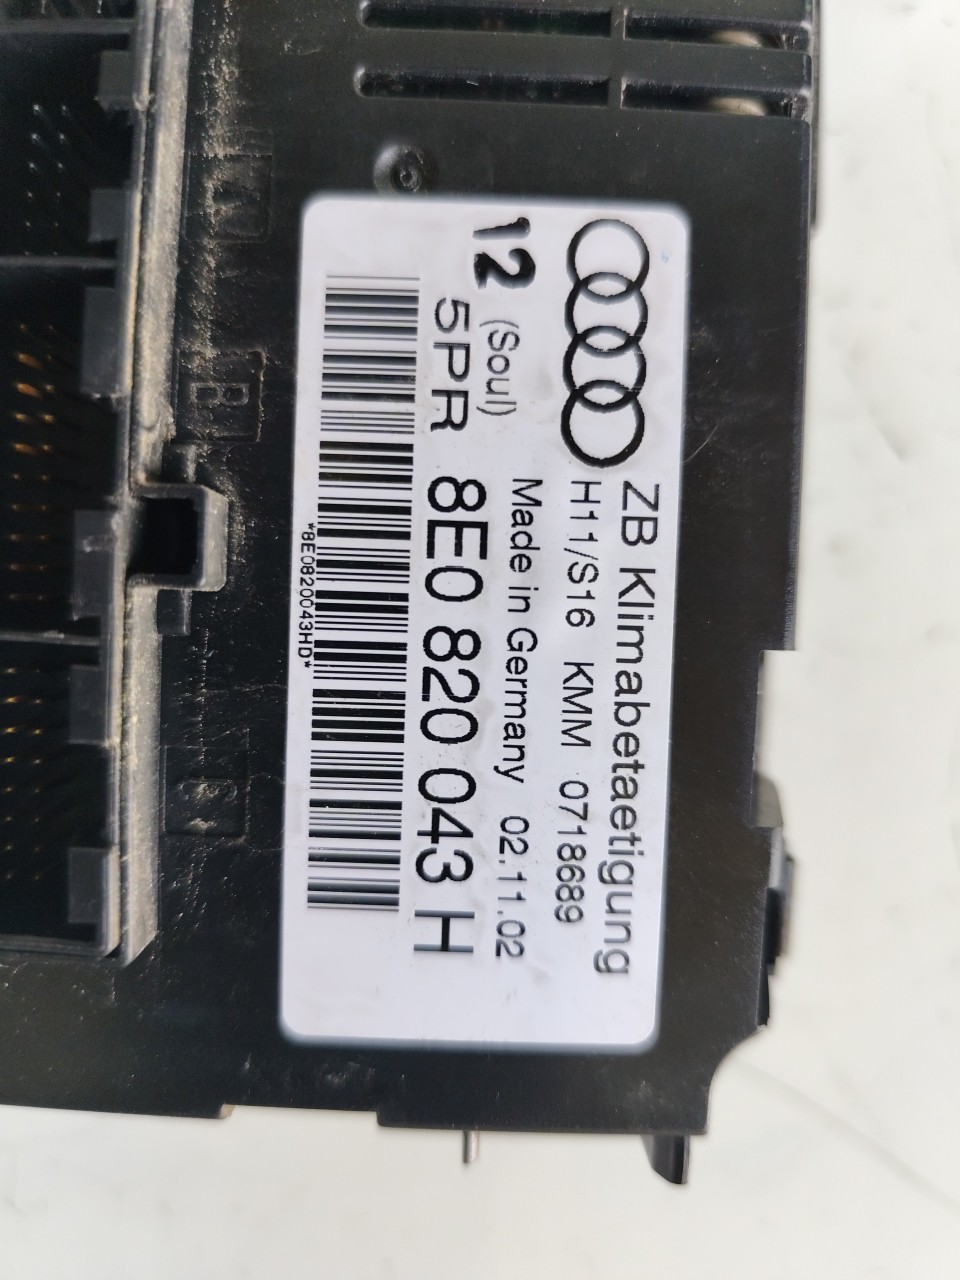 ZB Klimabetaetigung
H11/S16 KMM 0718689
12 Made in Germany 02.11.02
(Soul)
5PR 8E0 820 043 H
*8E0820043HD*
A
B
C